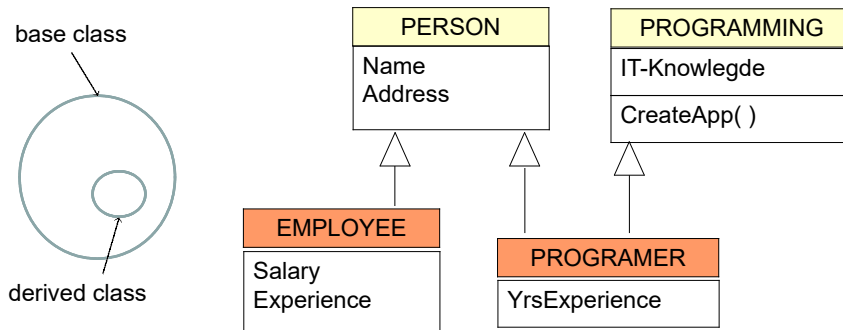 base class
derived class
PERSON
Name
Address
PROGRAMMING
IT-Knowlegde
CreateApp( )
EMPLOYEE
Salary
Experience
PROGRAMER
YrsExperience